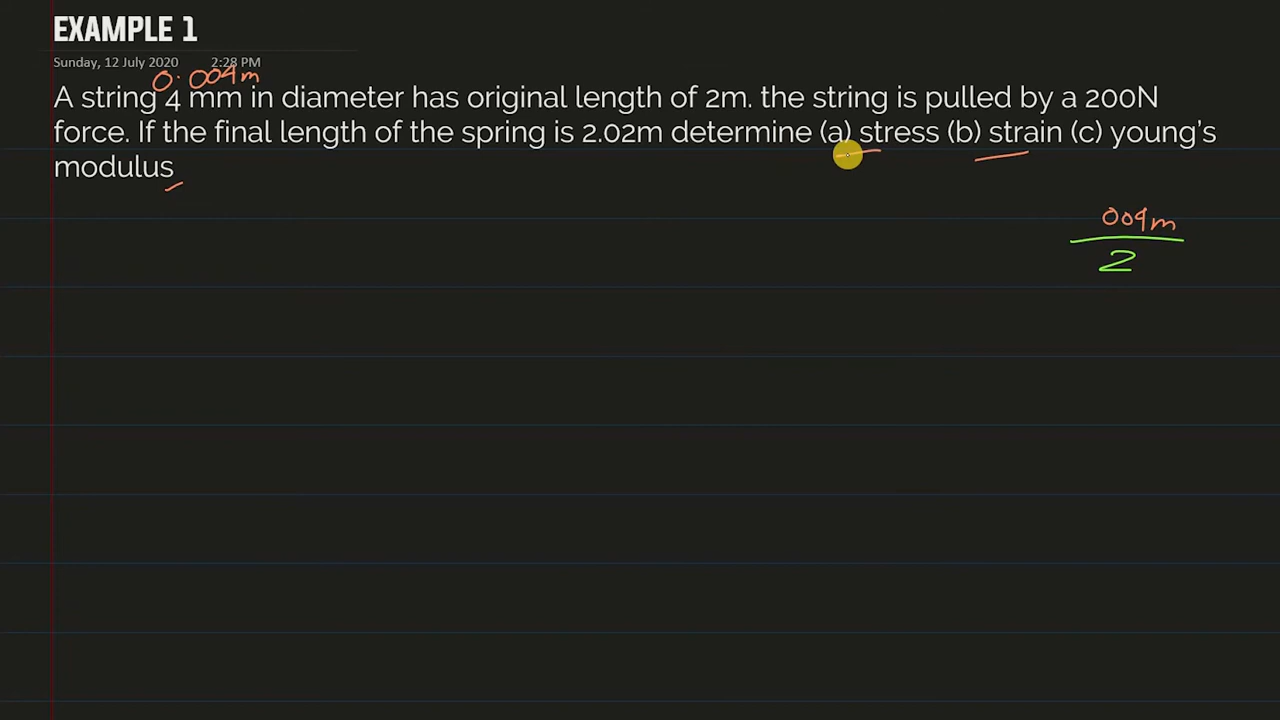 EXAMPLE 1
Sunday, 12 July 2020 2:28 PM
0.004m
A string 4 mm in diameter has original length of 2m. the string is pulled by a 200N
force. If the final length of the spring is 2.02m determine (a) stress (b) strain (c) young's
modulus
004m
2